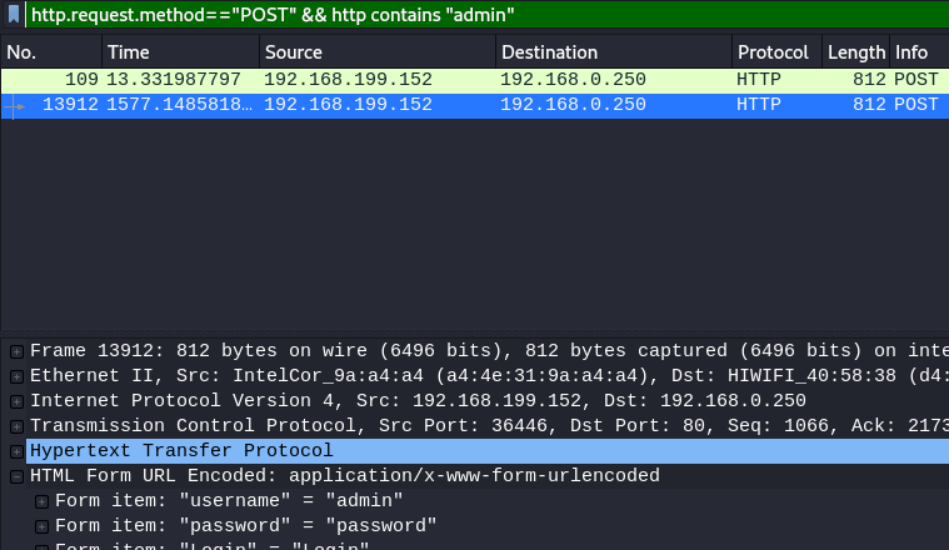 http.request.method=="POST" && http contains "admin"
No. Time Source Destination Protocol Length Info
109 13.331987797 192.168.199.152 192.168.0.250 HTTP 812 POST
13912 1577.1485818… 192.168.199.152 192.168.0.250 HTTP 812 POST
Frame 13912: 812 bytes on wire (6496 bits), 812 bytes captured (6496 bits) on inte
Ethernet II, Src: IntelCor_9a:a4:a4 (a4:4e:31:9a:a4:a4), Dst: HIWIFI_40:58:38 (d4:
Internet Protocol Version 4, Src: 192.168.199.152, Dst: 192.168.0.250
Transmission Control Protocol, Src Port: 36446, Dst Port: 80, Seq: 1066, Ack: 2173
Hypertext Transfer Protocol
HTML Form URL Encoded: application/x-www-form-urlencoded
Form item: "username" = "admin"
Form item: "password" = "password"
Form item: "Login" = "Login"